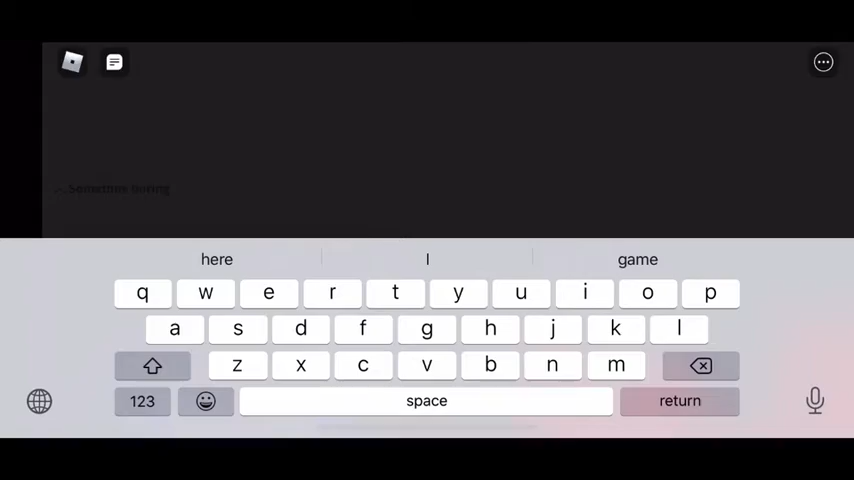 here I game
q w e r t y u i o p
a s d f g h j k l
z x c v b n m
123 space return